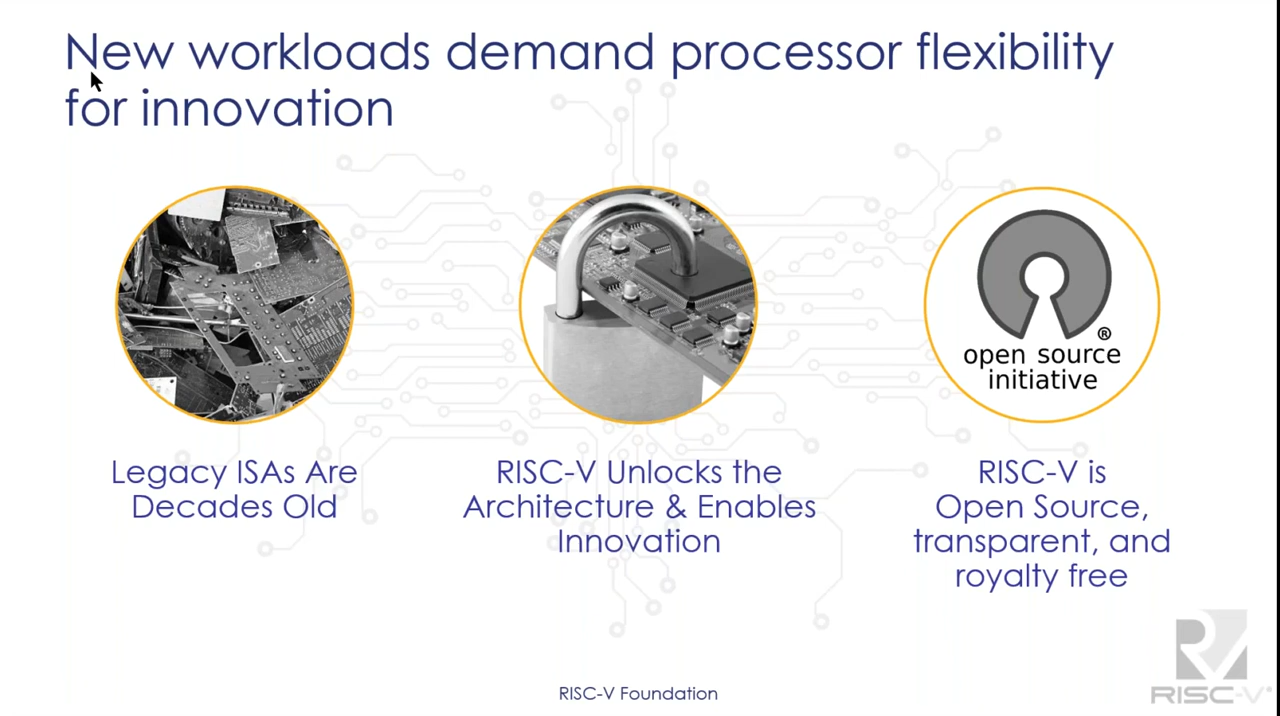 New workloads demand processor flexibility
for innovation
Legacy ISAs Are
Decades Old
RISC-V Unlocks the
Architecture & Enables
Innovation
®
open source
initiative
RISC-V is
Open Source,
transparent, and
royalty free
RISC-V Foundation
RISC-V®